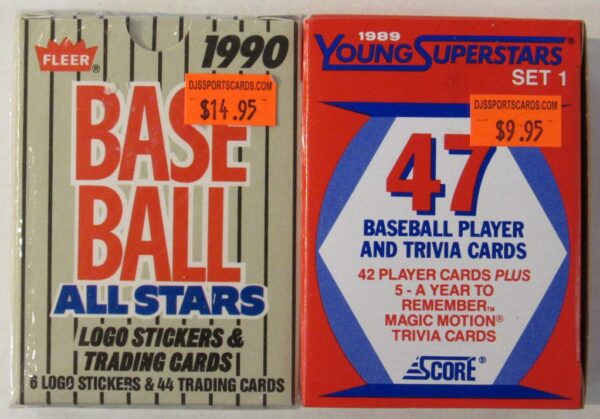 FLEER®
1990
DJSSPORTSCARDS.COM
$14.95
BASE
BALL
ALL STARS
LOGO STICKERS &
TRADING CARDS
6 LOGO STICKERS & 44 TRADING CARDS
1989
YOUNG SUPERSTARS®
SET 1
DJSSPORTSCARDS.COM
$9.95
47
BASEBALL PLAYER
AND TRIVIA CARDS
42 PLAYER CARDS PLUS
5 - A YEAR TO
REMEMBER™
MAGIC MOTION®
TRIVIA CARDS
SCORE®